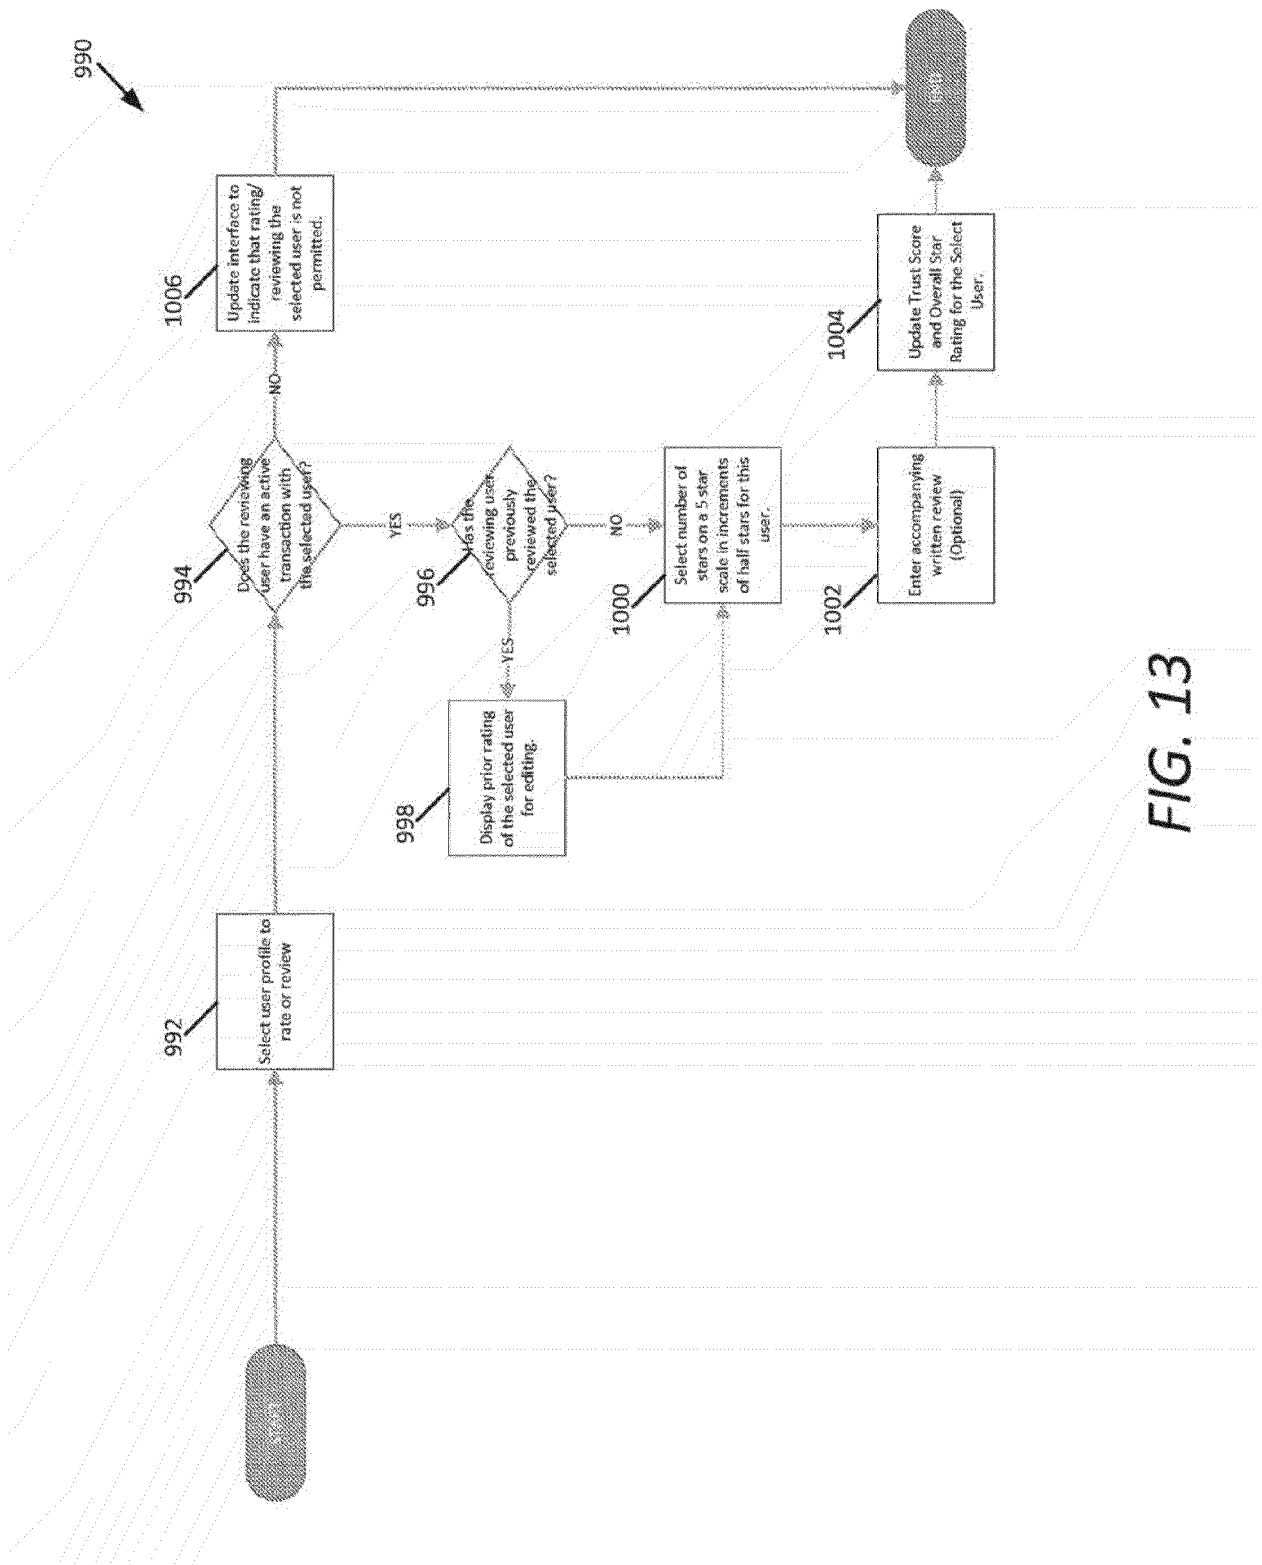 990
START
992
Select user profile to
rate or review
994
Does the reviewing
user have an active
transaction with
the selected user?
NO
1006
Update interface to
indicate that rating/
reviewing the
selected user is not
permitted.
YES
996
Has the
reviewing user
previously
reviewed the
selected user?
YES
998
Display prior rating
of the selected user
for editing.
NO
1000
Select number of
stars on a 5 star
scale in increments
of half stars for this
user.
1002
Enter accompanying
written review
(Optional)
1004
Update Trust Score
and Overall Star
Rating for the Select
User.
END
FIG. 13